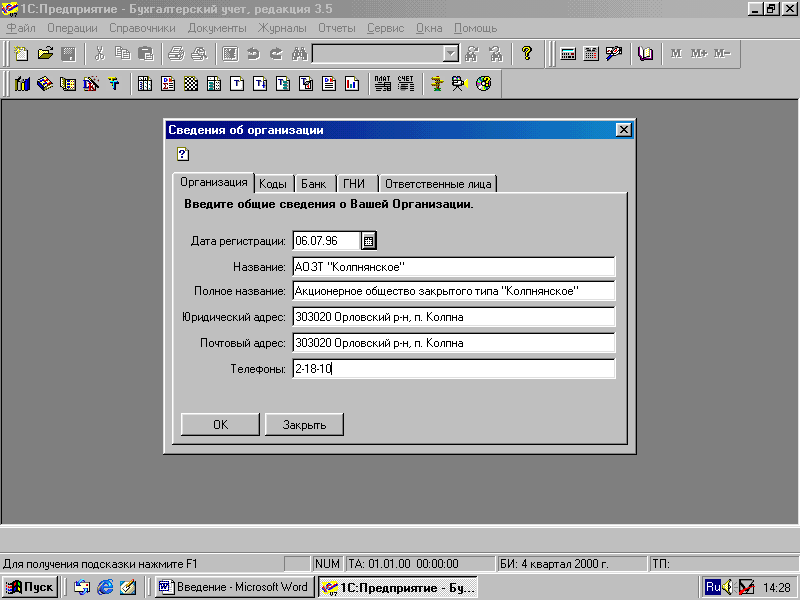 1С:Предприятие - Бухгалтерский учет, редакция 3.5
Файл Операции Справочники Документы Журналы Отчеты Сервис Окна Помощь
M M+ M-
ПЛАТ СЧЕТ
Сведения об организации
Организация Коды Банк ГНИ Ответственные лица
Введите общие сведения о Вашей Организации.
Дата регистрации: 06.07.96
Название: АОЗТ "Колпнянское"
Полное название: Акционерное общество закрытого типа "Колпнянское"
Юридический адрес: 303020 Орловский р-н, п. Колпна
Почтовый адрес: 303020 Орловский р-н, п. Колпна
Телефоны: 2-18-10
OK Закрыть
Для получения подсказки нажмите F1 NUM TA: 01.01.00 00:00:00 БИ: 4 квартал 2000 г. ТП:
Пуск Введение - Microsoft Word 1С:Предприятие - Бу... Ru 14:28